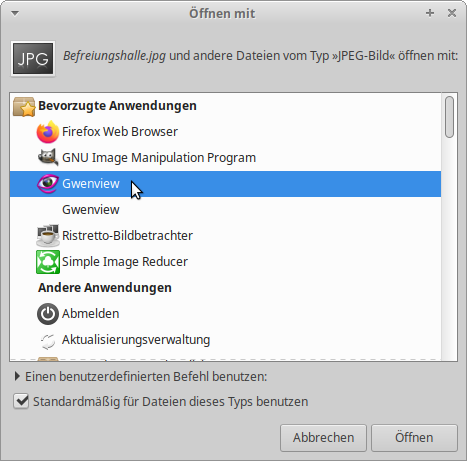 Öffnen mit
JPG
Befreiungshalle.jpg und andere Dateien vom Typ »JPEG-Bild« öffnen mit:
Bevorzugte Anwendungen
Firefox Web Browser
GNU Image Manipulation Program
Gwenview
Gwenview
Ristretto-Bildbetrachter
Simple Image Reducer
Andere Anwendungen
Abmelden
Aktualisierungsverwaltung
Einen benutzerdefinierten Befehl benutzen:
Standardmäßig für Dateien dieses Typs benutzen
Abbrechen
Öffnen